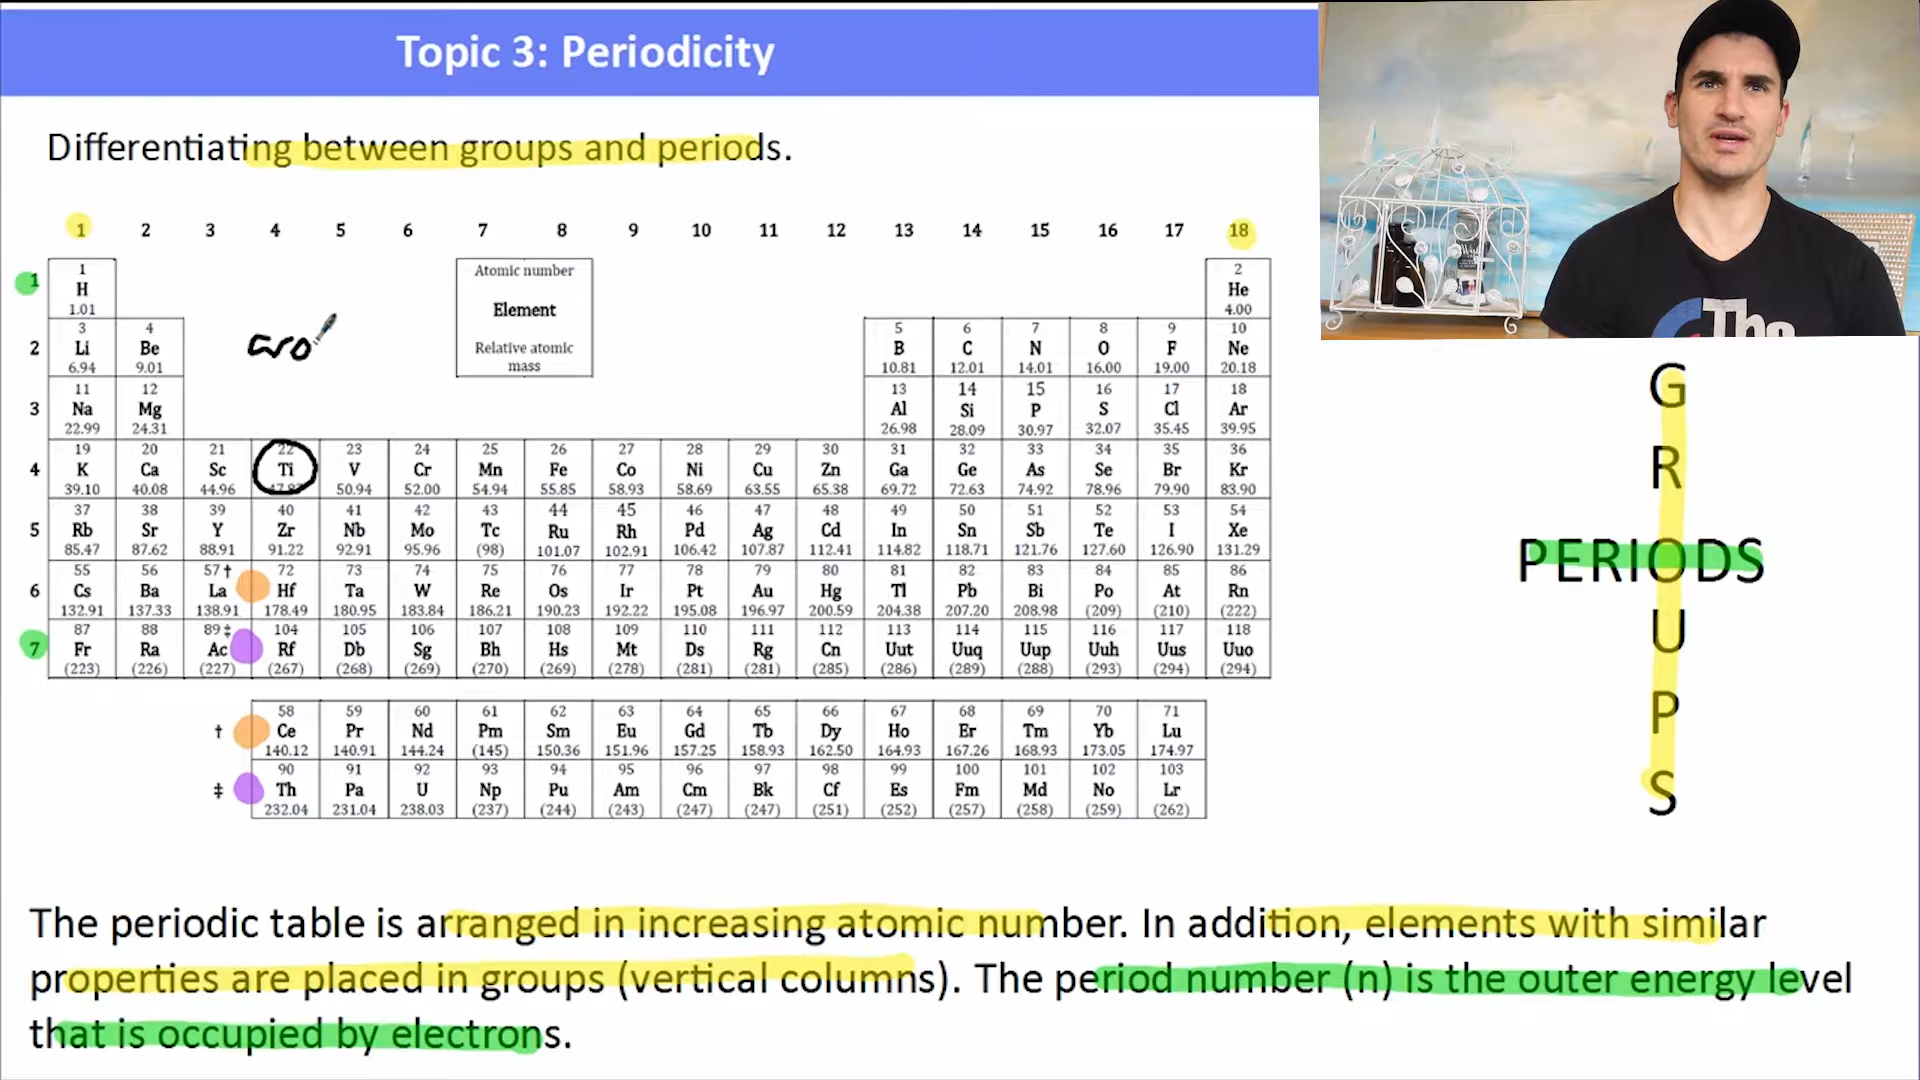 Topic 3: Periodicity
Differentiating between groups and periods.
1 2 3 4 5 6 7 8 9 10 11 12 13 14 15 16 17 18
1 2
1 H Atomic number He
1.01 Element 4.00
3 4 5 6 7 8 9 10
2 Li Be Relative atomic B C N O F Ne
6.94 9.01 mass 10.81 12.01 14.01 16.00 19.00 20.18
11 12 13 14 15 16 17 18
3 Na Mg Al Si P S Cl Ar
22.99 24.31 26.98 28.09 30.97 32.07 35.45 39.95
19 20 21 22 23 24 25 26 27 28 29 30 31 32 33 34 35 36
4 K Ca Sc Ti V Cr Mn Fe Co Ni Cu Zn Ga Ge As Se Br Kr
39.10 40.08 44.96 47.87 50.94 52.00 54.94 55.85 58.93 58.69 63.55 65.38 69.72 72.63 74.92 78.96 79.90 83.90
37 38 39 40 41 42 43 44 45 46 47 48 49 50 51 52 53 54
5 Rb Sr Y Zr Nb Mo Tc Ru Rh Pd Ag Cd In Sn Sb Te I Xe
85.47 87.62 88.91 91.22 92.91 95.96 (98) 101.07 102.91 106.42 107.87 112.41 114.82 118.71 121.76 127.60 126.90 131.29
55 56 57 † 72 73 74 75 76 77 78 79 80 81 82 83 84 85 86
6 Cs Ba La Hf Ta W Re Os Ir Pt Au Hg Tl Pb Bi Po At Rn
132.91 137.33 138.91 178.49 180.95 183.84 186.21 190.23 192.22 195.08 196.97 200.59 204.38 207.20 208.98 (209) (210) (222)
87 88 89 ‡ 104 105 106 107 108 109 110 111 112 113 114 115 116 117 118
7 Fr Ra Ac Rf Db Sg Bh Hs Mt Ds Rg Cn Uut Uuq Uup Uuh Uus Uuo
(223) (226) (227) (267) (268) (269) (270) (269) (278) (281) (281) (285) (286) (289) (288) (293) (294) (294)
58 59 60 61 62 63 64 65 66 67 68 69 70 71
† Ce Pr Nd Pm Sm Eu Gd Tb Dy Ho Er Tm Yb Lu
140.12 140.91 144.24 (145) 150.36 151.96 157.25 158.93 162.50 164.93 167.26 168.93 173.05 174.97
90 91 92 93 94 95 96 97 98 99 100 101 102 103
‡ Th Pa U Np Pu Am Cm Bk Cf Es Fm Md No Lr
232.04 231.04 238.03 (237) (244) (243) (247) (247) (251) (252) (257) (258) (259) (262)
The
G
R
PERIODS
U
P
S
The periodic table is arranged in increasing atomic number. In addition, elements with similar
properties are placed in groups (vertical columns). The period number (n) is the outer energy level
that is occupied by electrons.